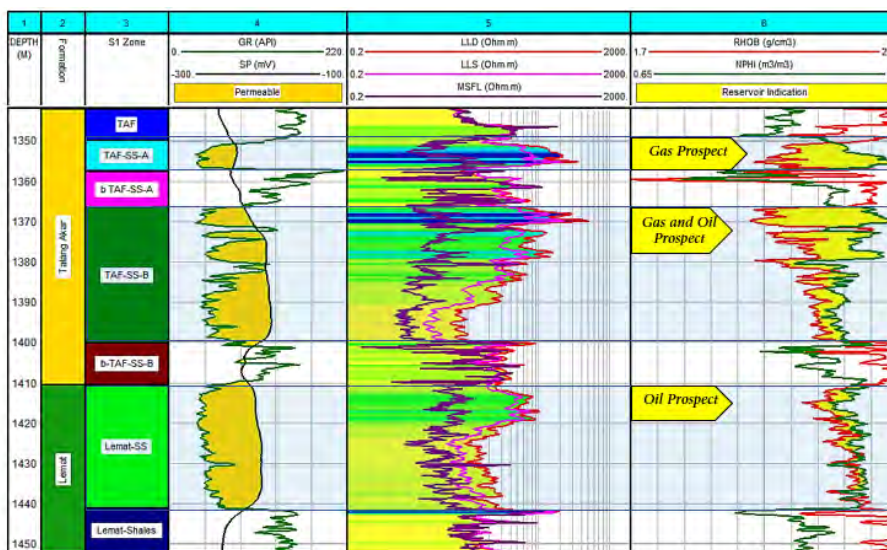 1 2 3 4 5 6
DEPTH (M) Formation S1 Zone GR (API) LLD (Ohm.m) RHOB (g/cm3)
0. 220. 0.2 2000. 1.7 2
SP (mV) LLS (Ohm.m) NPHI (m3/m3)
-300. -100. 0.2 2000. 0.65
Permeable MSFL (Ohm.m) Reservoir Indication
0.2 2000.
TAF
1350
TAF-SS-A Gas Prospect
1360 b TAF-SS-A
1370 Gas and Oil
Prospect
Talang Akar
TAF-SS-B
1380
1390
1400
b-TAF-SS-B
1410
Oil Prospect
1420
Lemat Lemat-SS
1430
1440
Lemat-Shales
1450